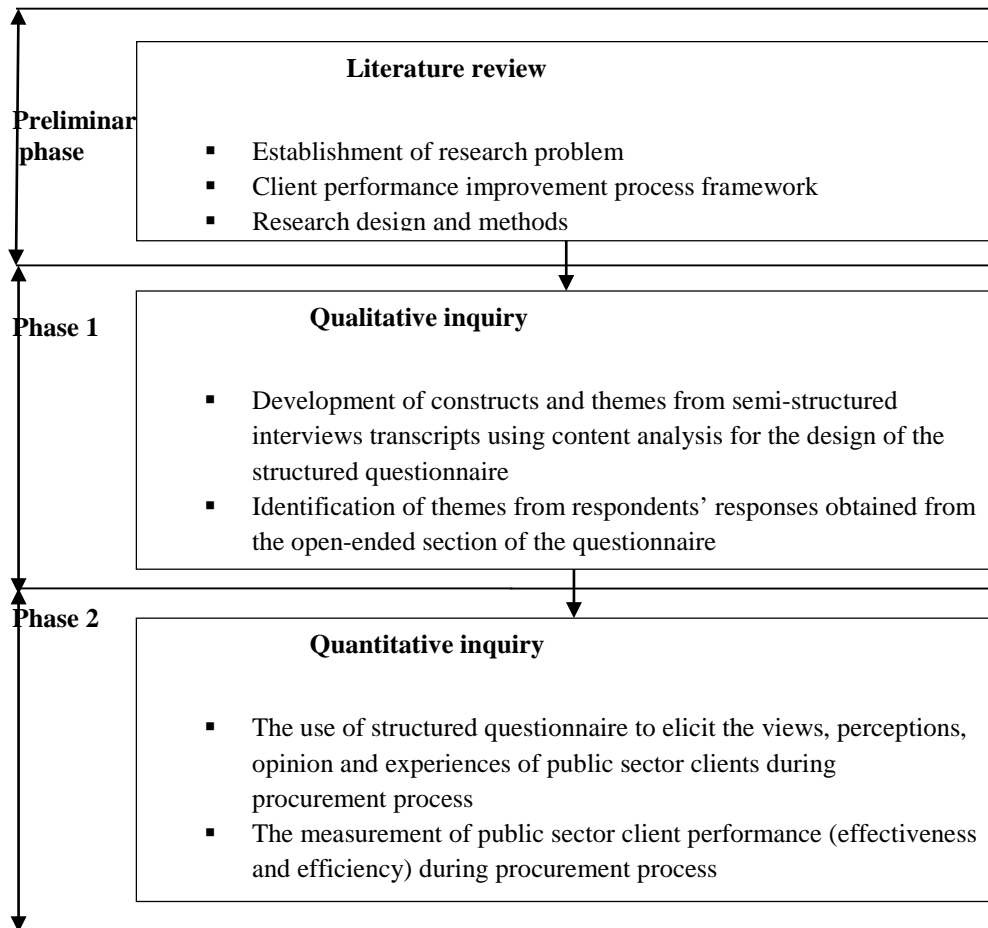 Literature review
Preliminar
phase
▪ Establishment of research problem
▪ Client performance improvement process framework
▪ Research design and methods
Phase 1
Qualitative inquiry
▪ Development of constructs and themes from semi-structured
interviews transcripts using content analysis for the design of the
structured questionnaire
▪ Identification of themes from respondents’ responses obtained from
the open-ended section of the questionnaire
Phase 2
Quantitative inquiry
▪ The use of structured questionnaire to elicit the views, perceptions,
opinion and experiences of public sector clients during
procurement process
▪ The measurement of public sector client performance (effectiveness
and efficiency) during procurement process